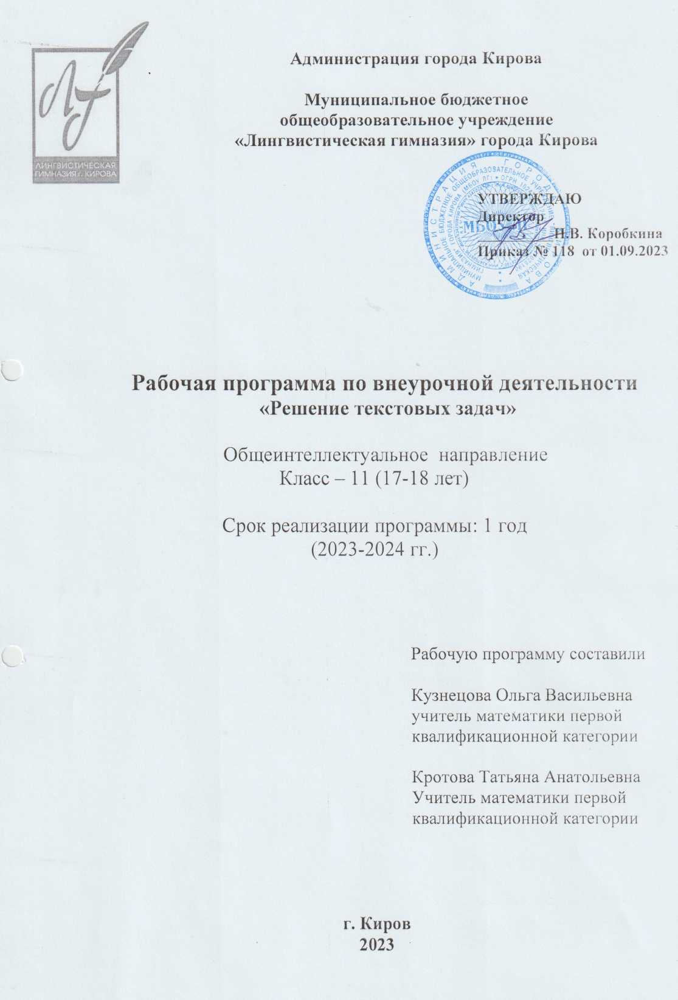 Администрация города Кирова
Муниципальное бюджетное
общеобразовательное учреждение
«Лингвистическая гимназия» города Кирова
ЛГ
ЛИНГВИСТИЧЕСКАЯ
ГИМНАЗИЯ г. КИРОВА
УТВЕРЖДАЮ
Директор
Н.В. Коробкина
Приказ № 118 от 01.09.2023
МБОУ ЛГ
Рабочая программа по внеурочной деятельности
«Решение текстовых задач»
Общеинтеллектуальное направление
Класс – 11 (17-18 лет)
Срок реализации программы: 1 год
(2023-2024 гг.)
Рабочую программу составили
Кузнецова Ольга Васильевна
учитель математики первой
квалификационной категории
Кротова Татьяна Анатольевна
Учитель математики первой
квалификационной категории
г. Киров
2023